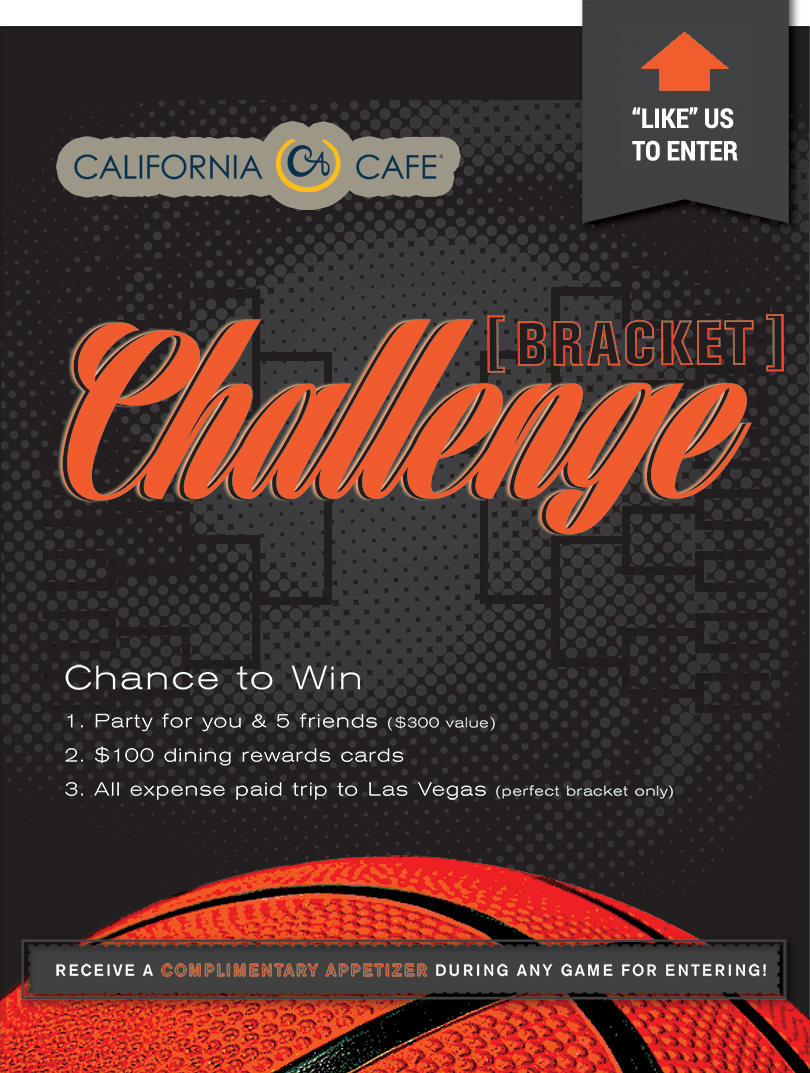 “LIKE” US
TO ENTER
CALIFORNIA CA CAFE®
[BRACKET]
Challenge
Chance to Win
1. Party for you & 5 friends ($300 value)
2. $100 dining rewards cards
3. All expense paid trip to Las Vegas (perfect bracket only)
RECEIVE A COMPLIMENTARY APPETIZER DURING ANY GAME FOR ENTERING!